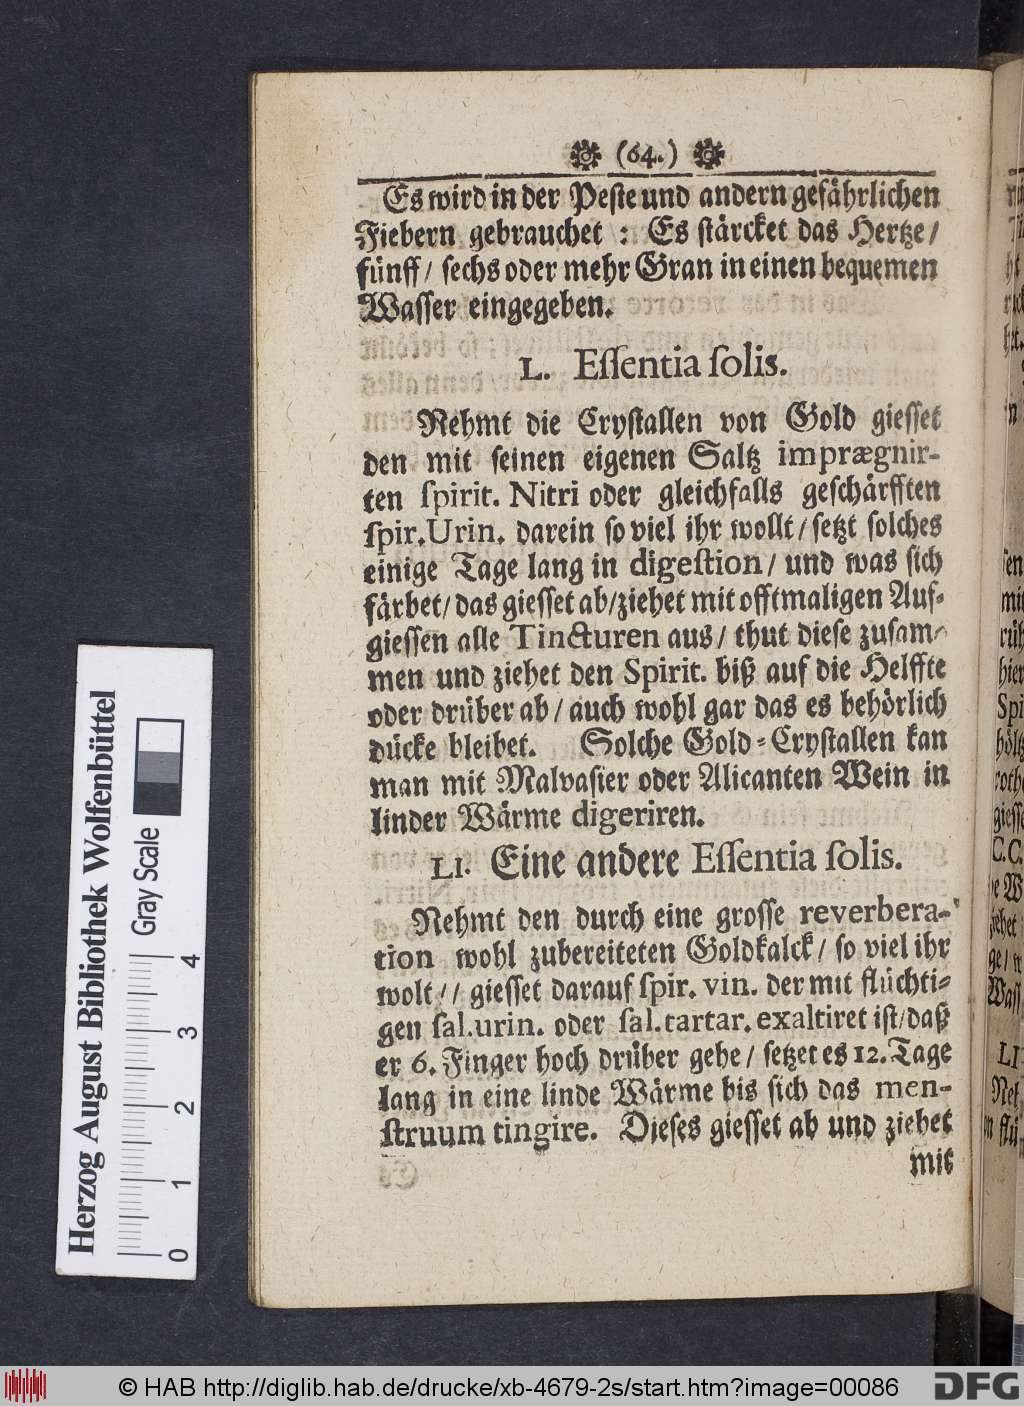 (64.)
Es wird in der Peste und andern gefährlichen
Fiebern gebrauchet : Es stärcket das Hertze /
fünff / sechs oder mehr Gran in einen bequemen
Wasser eingegeben.
L. Essentia solis.
Nehmt die Crystallen von Gold giesset
den mit seinen eigenen Saltz imprægnir-
ten spirit. Nitri oder gleichfalls geschärfften
spir. Urin. darein so viel ihr wollt / setzt solches
einige Tage lang in digestion / und was sich
färbet / das giesset ab / ziehet mit offtmaligen Auf-
giessen alle Tincturen aus / thut diese zusam-
men und ziehet den Spirit. biß auf die Helffte
oder drüber ab / auch wohl gar das es behörlich
dücke bleibet. Solche Gold-Crystallen kan
man mit Malvasier oder Alicanten Wein in
linder Wärme digeriren.
LI. Eine andere Essentia solis.
Nehmt den durch eine grosse reverbera-
tion wohl zubereiteten Goldkalck / so viel ihr
wolt / / giesset darauf spir. vin. der mit flüchti-
gen sal. urin. oder sal. tartar. exaltiret ist / daß
er 6. Finger hoch drüber gehe / setzet es 12. Tage
lang in eine linde Wärme bis sich das men-
struum tingire. Dieses giesset ab und ziehet
mit
Herzog August Bibliothek Wolfenbüttel
Gray Scale
0 1 2 3 4
© HAB http://diglib.hab.de/drucke/xb-4679-2s/start.htm?image=00086
DFG